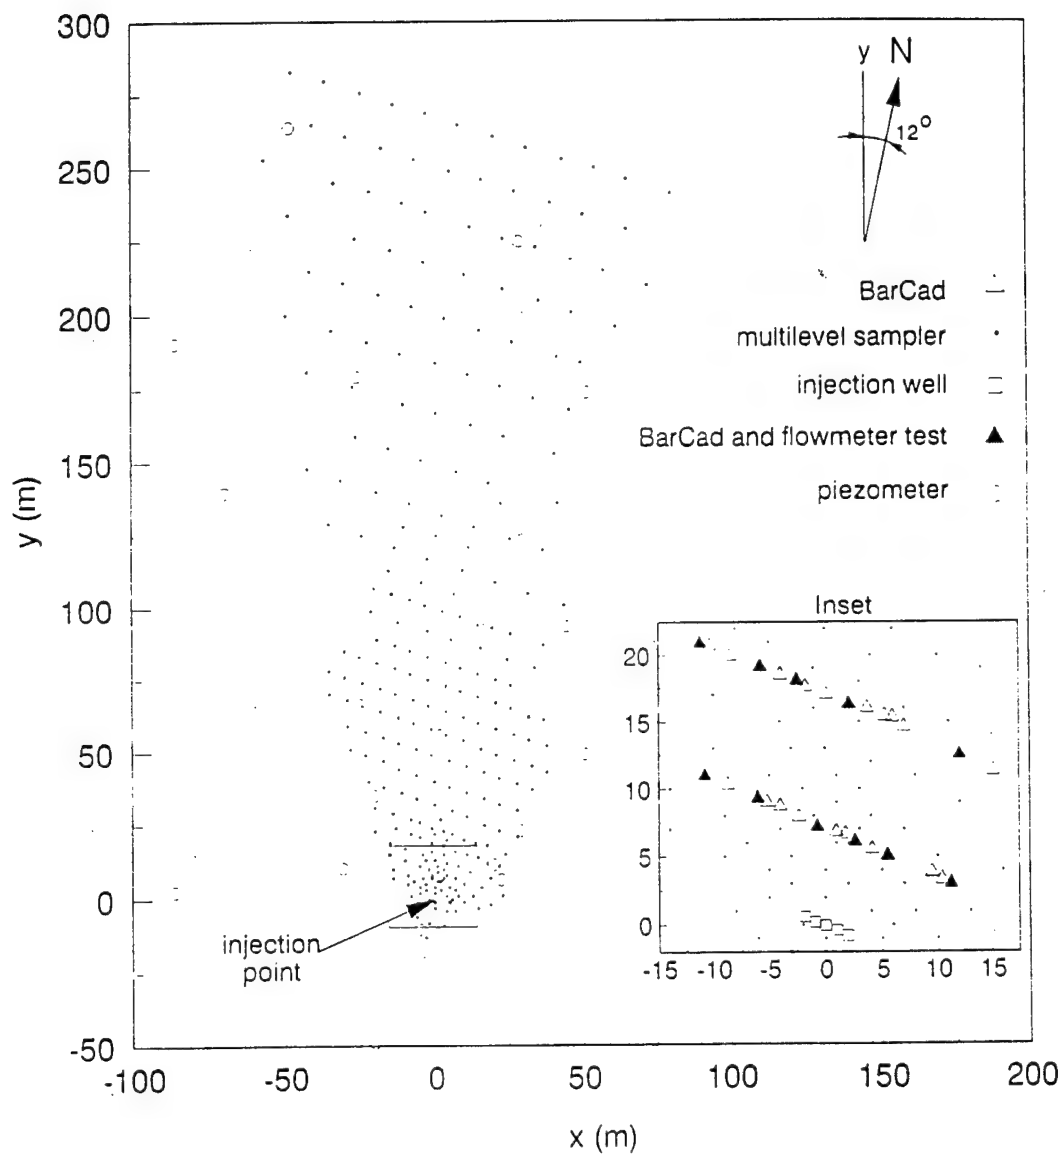 300
250
200
150
100
50
0
-50
-100
-50
0
50
100
150
200
y (m)
x (m)
y N
12°
BarCad
multilevel sampler
injection well
BarCad and flowmeter test
piezometer
injection
point
Inset
20
15
10
5
0
-15
-10
-5
0
5
10
15